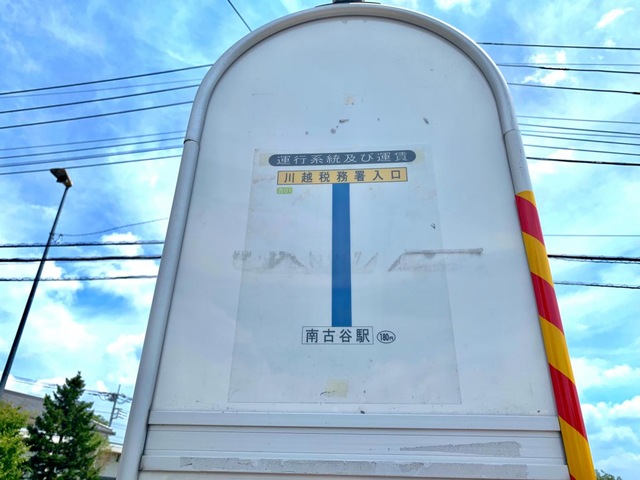 運行系統及び運賃
川越税務署入口
南古谷駅 180円